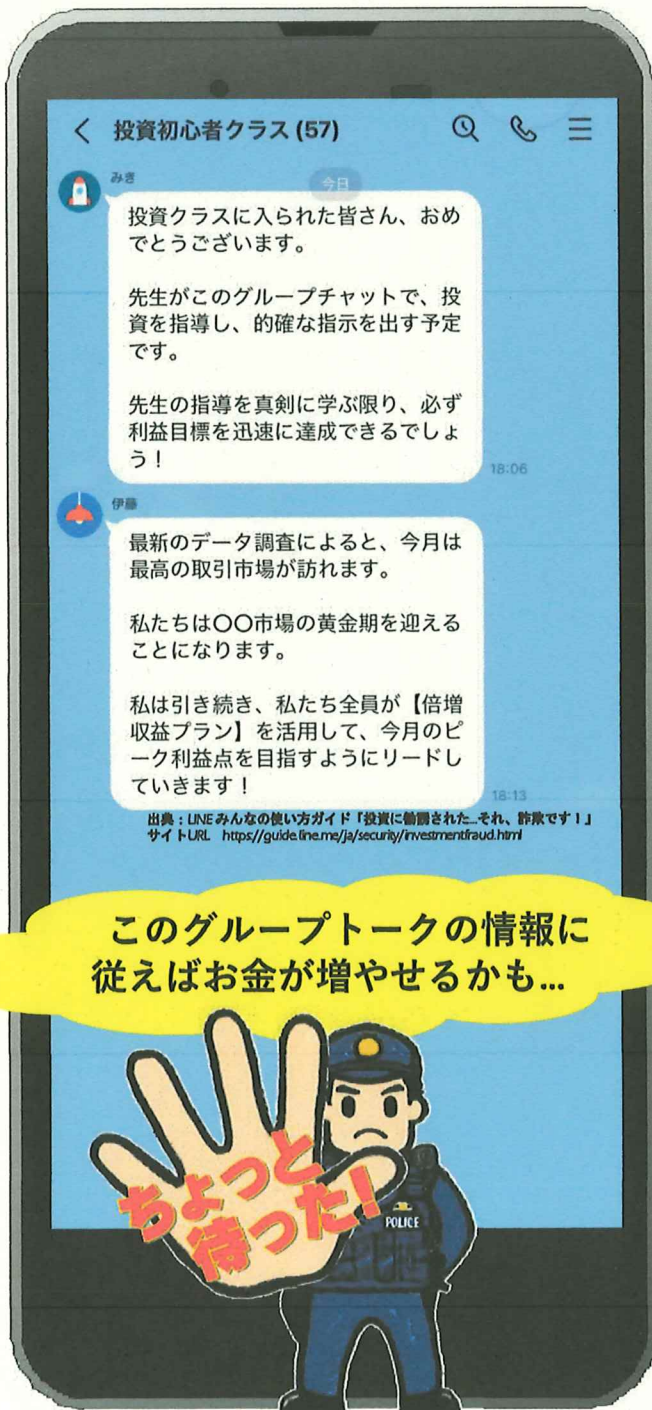 投資初心者クラス (57)
今日
みき
投資クラスに入られた皆さん、おめ
でとうございます。
先生がこのグループチャットで、投
資を指導し、的確な指示を出す予定
です。
先生の指導を真剣に学ぶ限り、必ず
利益目標を迅速に達成できるでしょ
う！
18:06
伊藤
最新のデータ調査によると、今月は
最高の取引市場が訪れます。
私たちは〇〇市場の黄金期を迎える
ことになります。
私は引き続き、私たち全員が【倍増
収益プラン】を活用して、今月のピ
ーク利益点を目指すようにリードし
ていきます！
18:13
出典：LINE みんなの使い方ガイド「投資に勧誘された…それ、詐欺です！」
サイトURL https://guide.line.me/ja/security/investmentfraud.html
このグループトークの情報に
従えばお金が増やせるかも…
ちょっと
待った！
POLICE